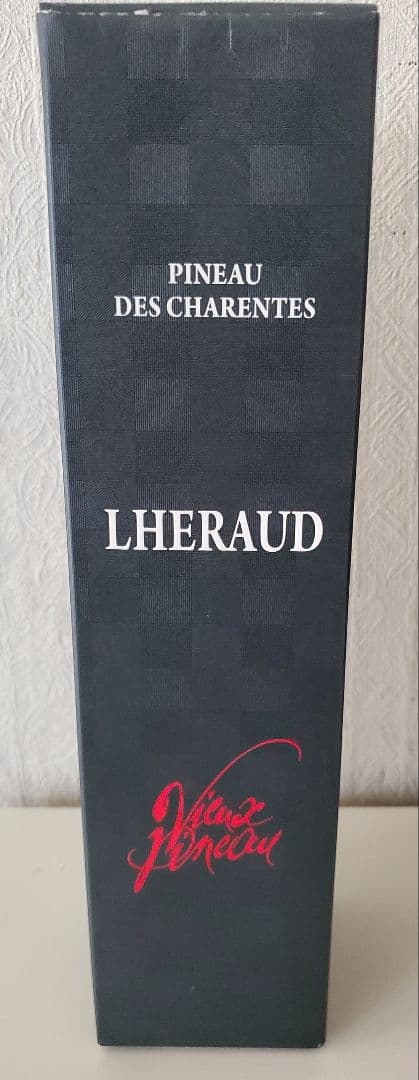 PINEAU
DES CHARENTES
LHERAUD
Vieux
Pineau